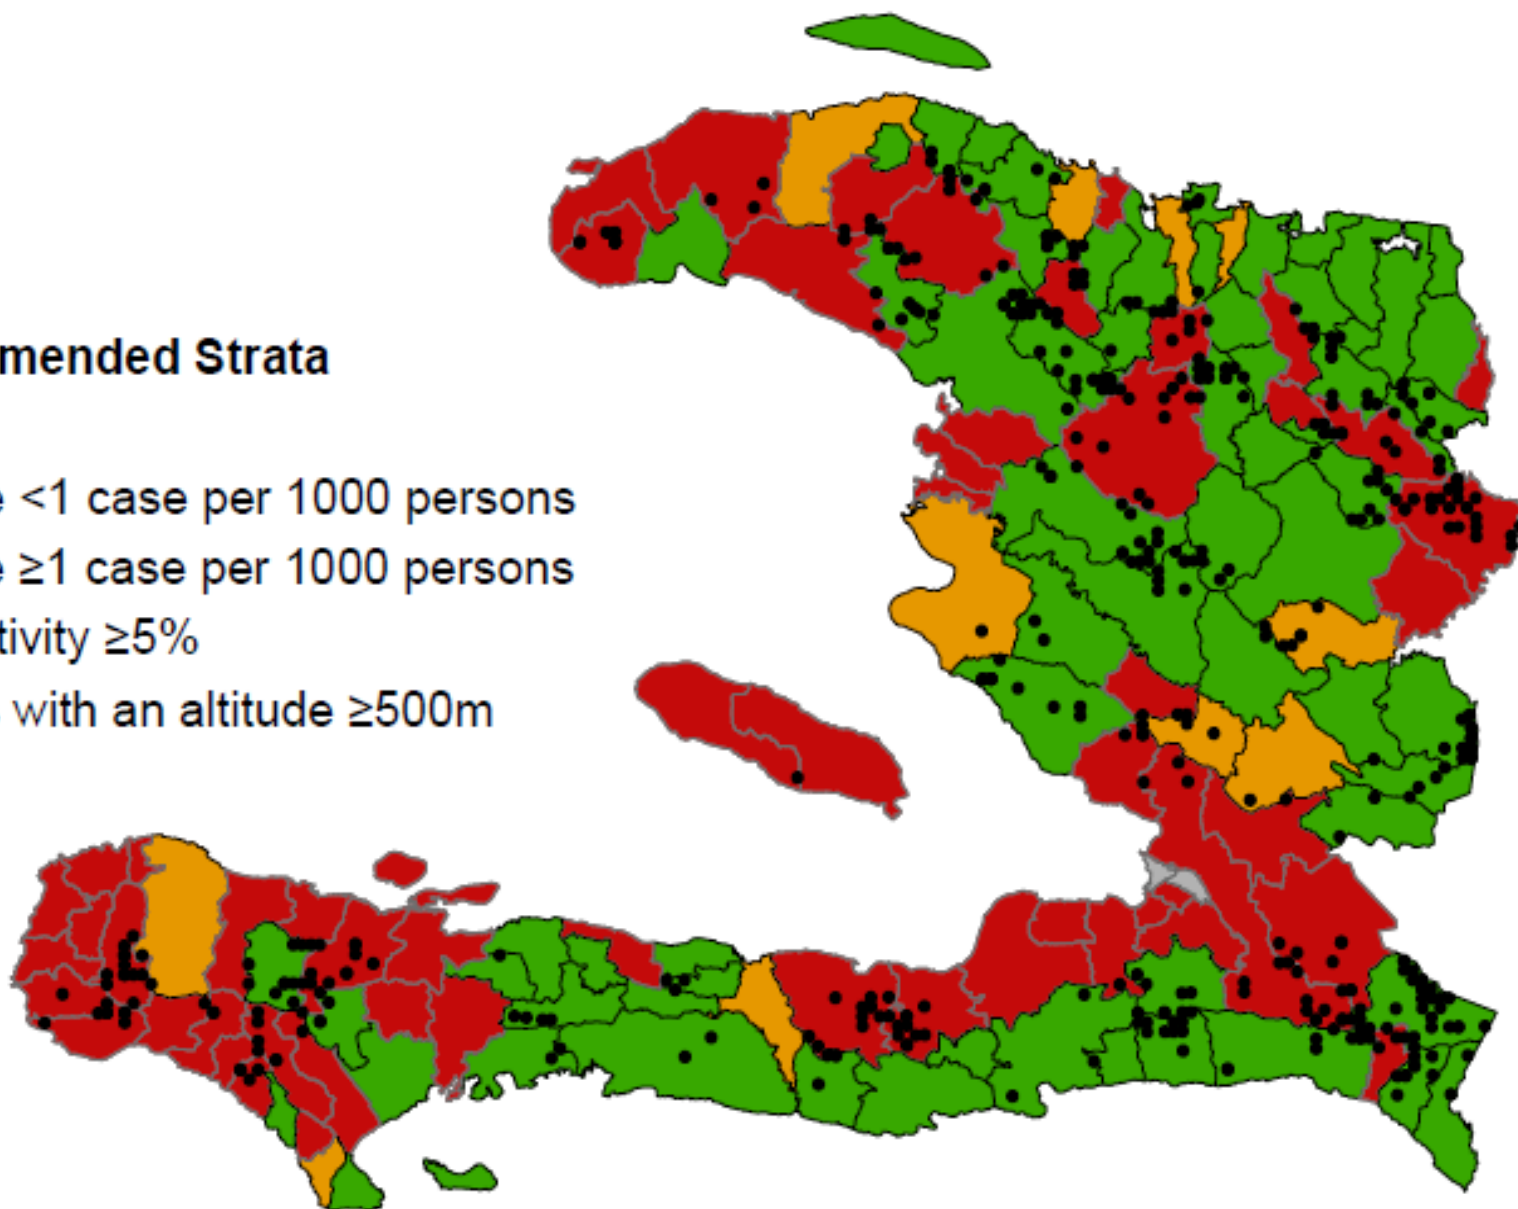 mended Strata
e <1 case per 1000 persons
e ≥1 case per 1000 persons
tivity ≥5%
s with an altitude ≥500m